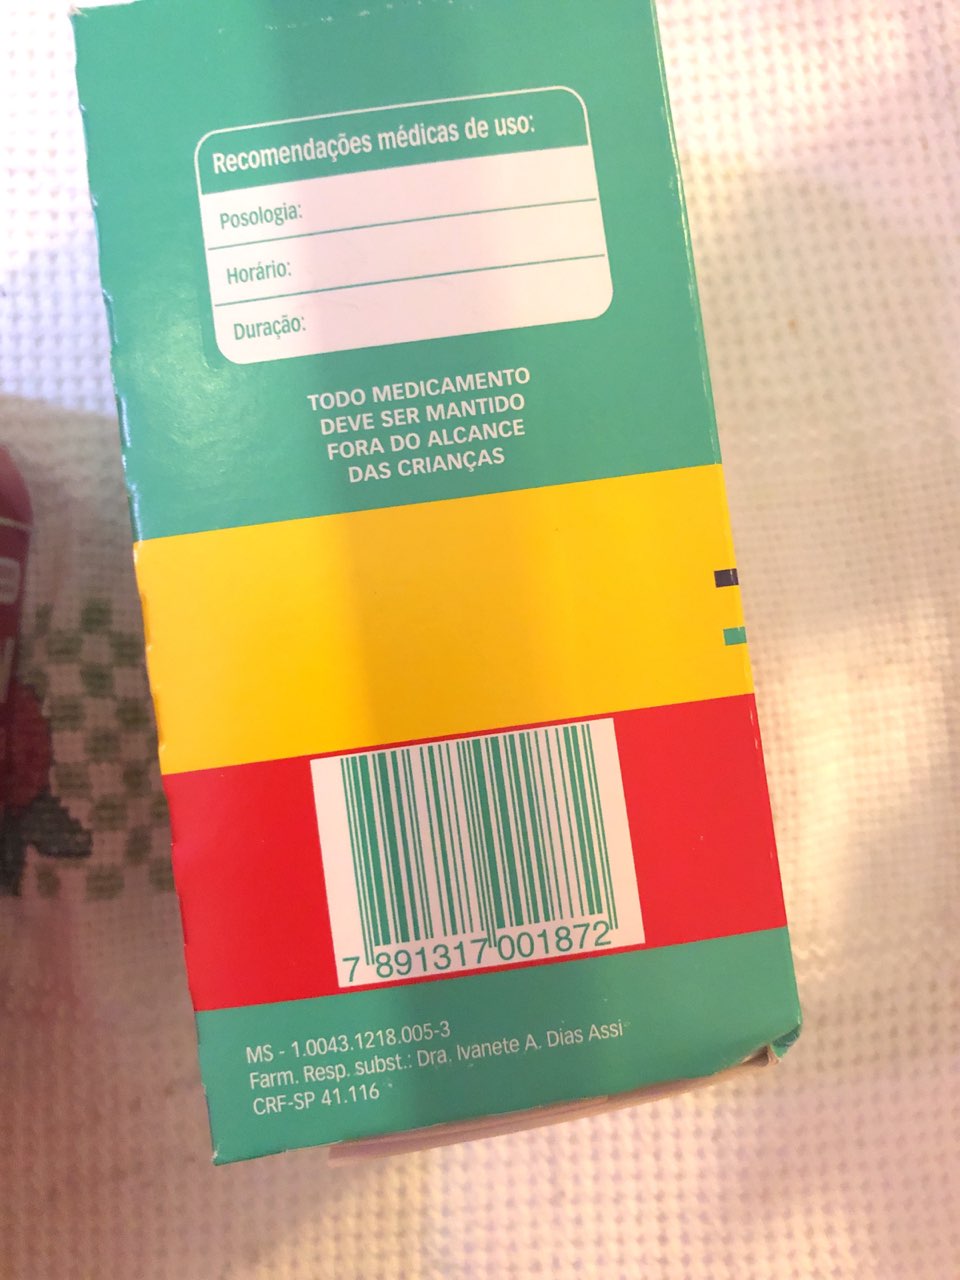 Recomendações médicas de uso:
Posologia:
Horário:
Duração:
TODO MEDICAMENTO
DEVE SER MANTIDO
FORA DO ALCANCE
DAS CRIANÇAS
7 891317 001872
MS - 1.0043.1218.005-3
Farm. Resp. subst.: Dra. Ivanete A. Dias Assi
CRF-SP 41.116